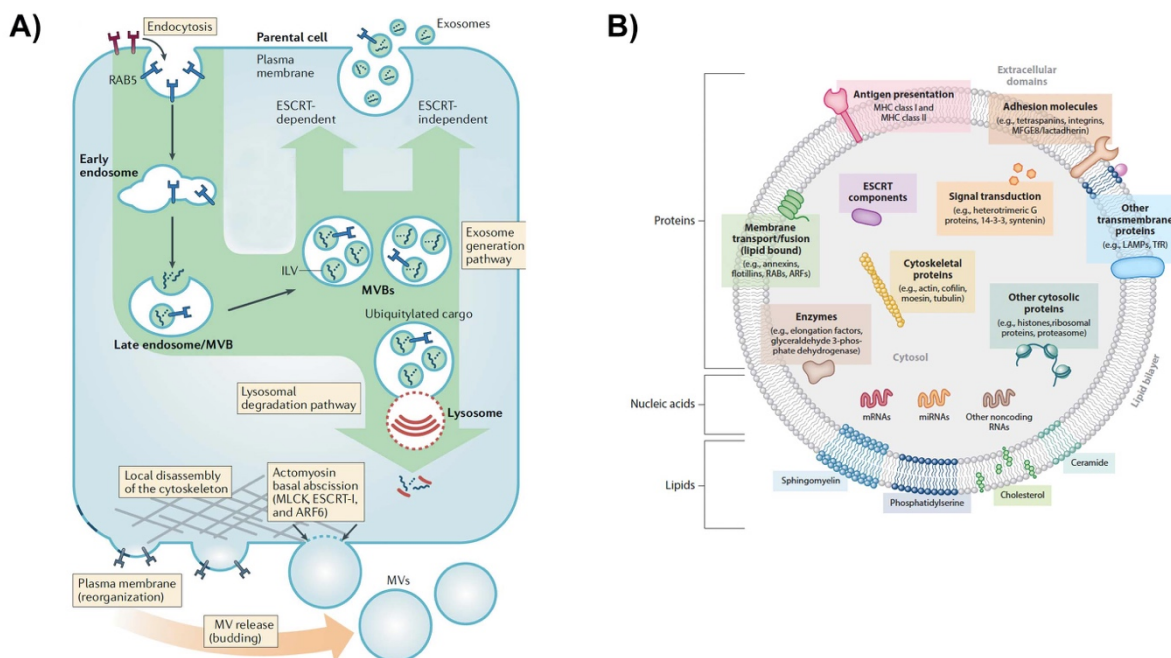 A)
Endocytosis
Exosomes
Parental cell
Plasma
membrane
RAB5
ESCRT-
dependent
ESCRT-
independent
Early
endosome
Exosome
generation
pathway
ILV
MVBs
Ubiquitylated cargo
Late endosome/MVB
Lysosomal
degradation pathway
Lysosome
Local disassembly
of the cytoskeleton
Actomyosin
basal abscission
(MLCK, ESCRT-I,
and ARF6)
Plasma membrane
(reorganization)
MVs
MV release
(budding)
B)
Extracellular
domains
Antigen presentation
MHC class I and
MHC class II
Adhesion molecules
(e.g., tetraspanins, integrins,
MFGE8/lactadherin)
Proteins
ESCRT
components
Signal transduction
(e.g., heterotrimeric G
proteins, 14-3-3, syntenin)
Membrane
transport/fusion
(lipid bound)
(e.g., annexins,
flotillins, RABs, ARFs)
Other
transmembrane
proteins
(e.g., LAMPs, TfR)
Cytoskeletal
proteins
(e.g., actin, cofilin,
moesin, tubulin)
Enzymes
(e.g., elongation factors,
glyceraldehyde 3-phos-
phate dehydrogenase)
Other cytosolic
proteins
(e.g., histones,ribosomal
proteins, proteasome)
Cytosol
Lipid bilayer
Nucleic acids
mRNAs
miRNAs
Other noncoding
RNAs
Lipids
Sphingomyelin
Phosphatidylserine
Cholesterol
Ceramide